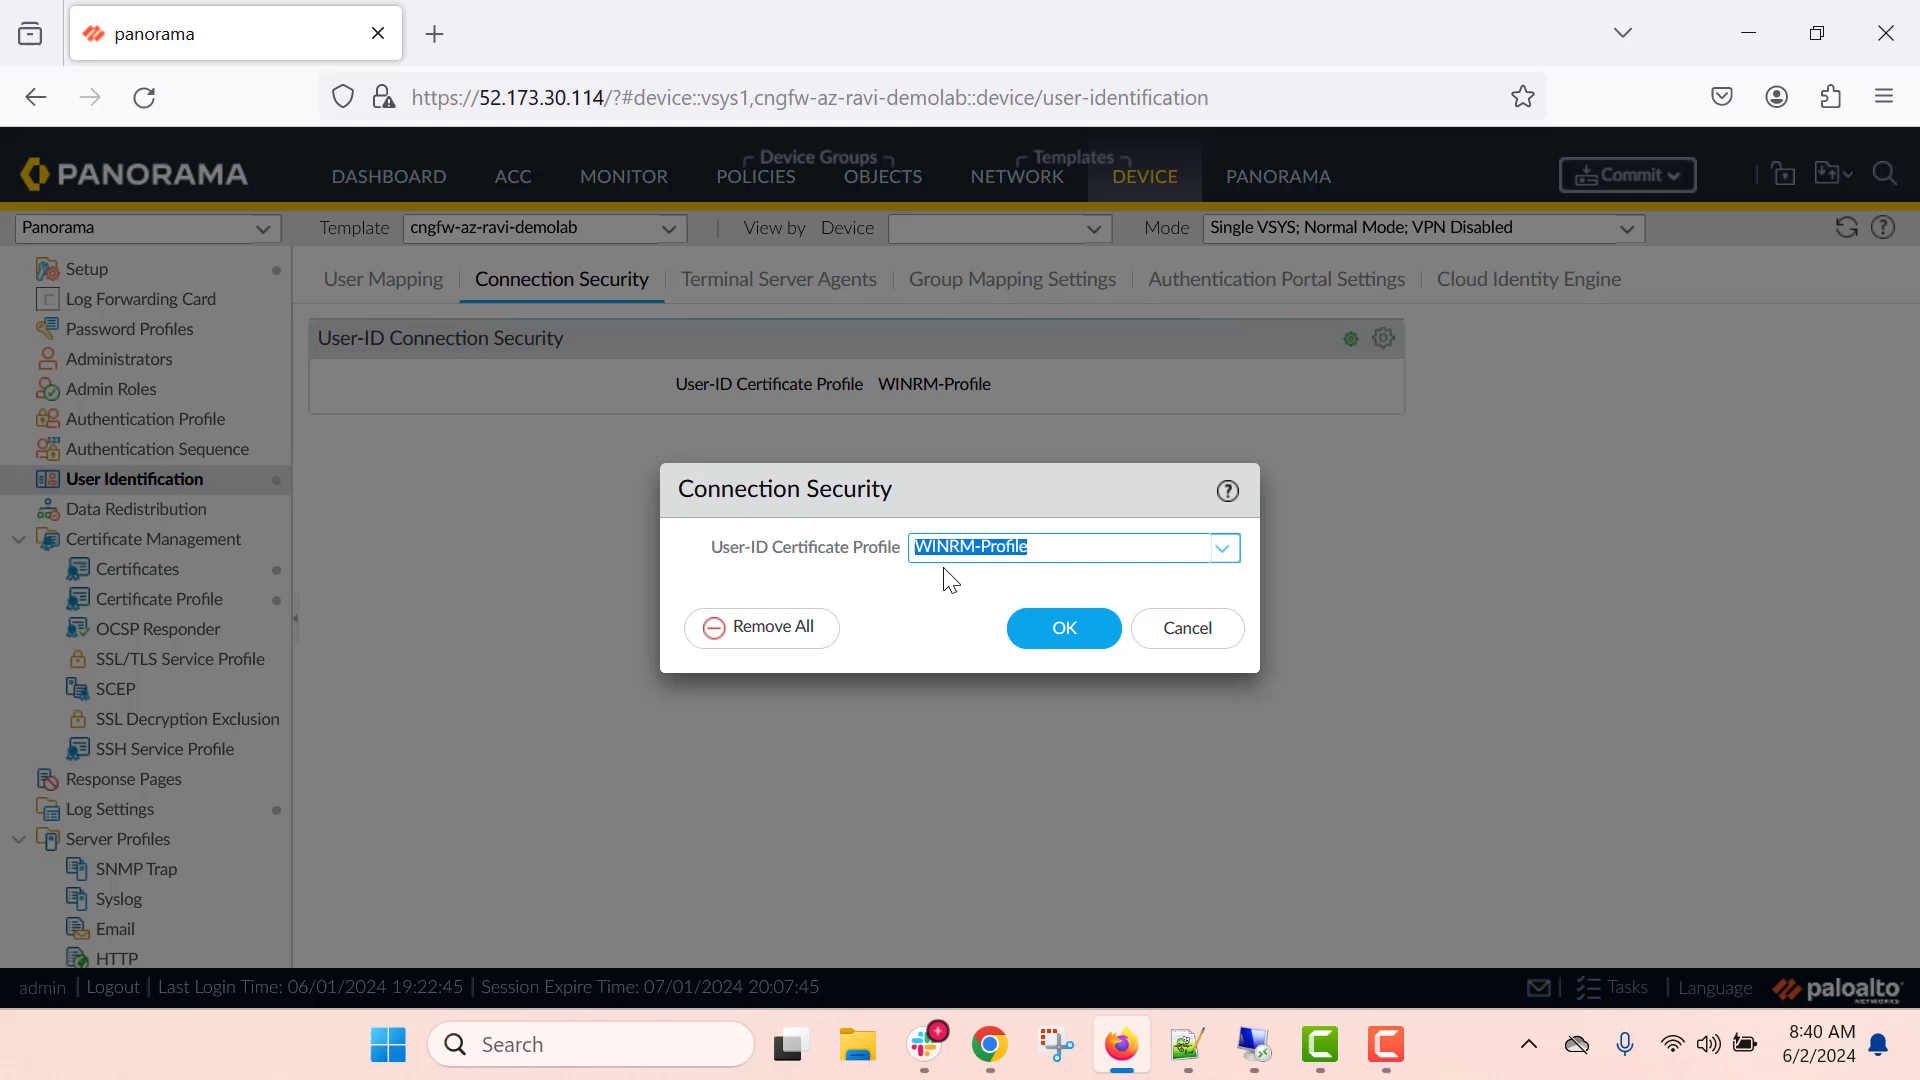 panorama
https://52.173.30.114/?#device::vsys1,cngfw-az-ravi-demolab::device/user-identification
PANORAMA
DASHBOARD
ACC
MONITOR
Device Groups
POLICIES
OBJECTS
Templates
NETWORK
DEVICE
PANORAMA
Commit
Panorama
Template
cngfw-az-ravi-demolab
View by Device
Mode
Single VSYS; Normal Mode; VPN Disabled
Setup
Log Forwarding Card
Password Profiles
Administrators
Admin Roles
Authentication Profile
Authentication Sequence
User Identification
Data Redistribution
Certificate Management
Certificates
Certificate Profile
OCSP Responder
SSL/TLS Service Profile
SCEP
SSL Decryption Exclusion
SSH Service Profile
Response Pages
Log Settings
Server Profiles
SNMP Trap
Syslog
Email
HTTP
User Mapping
Connection Security
Terminal Server Agents
Group Mapping Settings
Authentication Portal Settings
Cloud Identity Engine
User-ID Connection Security
User-ID Certificate Profile WINRM-Profile
Connection Security
User-ID Certificate Profile
WINRM-Profile
Remove All
OK
Cancel
admin | Logout | Last Login Time: 06/01/2024 19:22:45 | Session Expire Time: 07/01/2024 20:07:45
Tasks
Language
paloalto
NETWORKS
Search
8:40 AM
6/2/2024